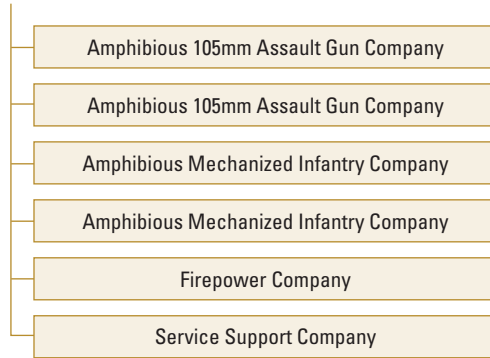 Amphibious 105mm Assault Gun Company
Amphibious 105mm Assault Gun Company
Amphibious Mechanized Infantry Company
Amphibious Mechanized Infantry Company
Firepower Company
Service Support Company